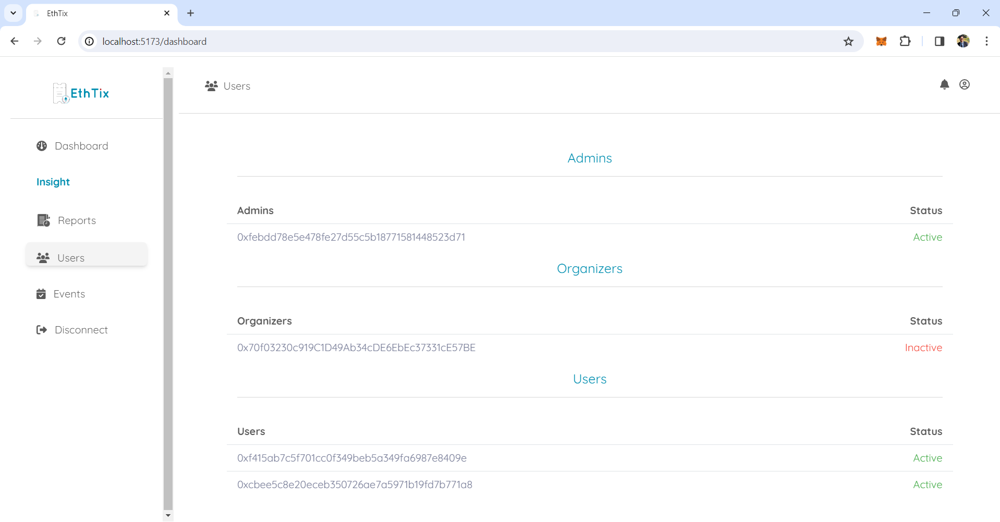 EthTix
localhost:5173/dashboard
EthTix
Users
Dashboard
Insight
Reports
Users
Events
Disconnect
Admins
Admins Status
0xfebdd78e5e478fe27d55c5b18771581448523d71 Active
Organizers
Organizers Status
0x70f03230c919C1D49Ab34cDE6EbEc37331cE57BE Inactive
Users
Users Status
0xf415ab7c5f701cc0f349beb5a349fa6987e8409e Active
0xcbee5c8e20eceb350726ae7a5971b19fd7b771a8 Active